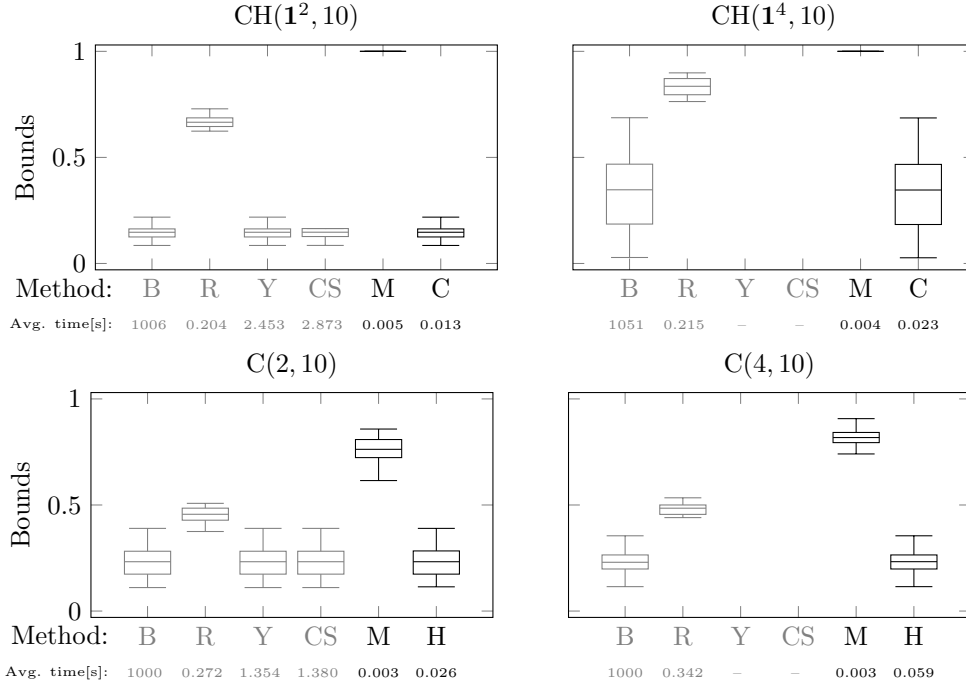 CH(𝟏², 10) CH(𝟏⁴, 10)
1
0.5
0
Bounds
Method: B R Y CS M C B R Y CS M C
Avg. time[s]: 1006 0.204 2.453 2.873 0.005 0.013 1051 0.215 – – 0.004 0.023
C(2, 10) C(4, 10)
1
0.5
0
Bounds
Method: B R Y CS M H B R Y CS M H
Avg. time[s]: 1000 0.272 1.354 1.380 0.003 0.026 1000 0.342 – – 0.003 0.059